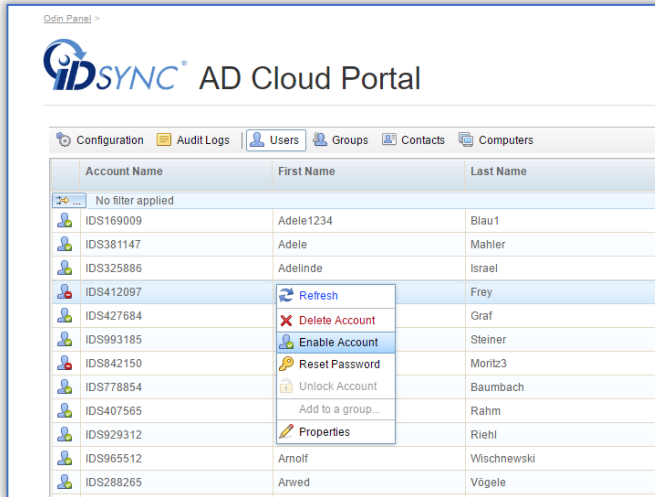 Odin Panel >
iDSYNC® AD Cloud Portal
Configuration Audit Logs Users Groups Contacts Computers
Account Name First Name Last Name
... No filter applied
IDS169009 Adele1234 Blau1
IDS381147 Adele Mahler
IDS325886 Adelinde Israel
IDS412097 Refresh Frey
IDS427684 Delete Account Graf
IDS993185 Enable Account Steiner
IDS842150 Reset Password Moritz3
IDS778854 Unlock Account Baumbach
IDS407565 Add to a group... Rahm
IDS929312 Properties Riehl
IDS965512 Arnolf Wischnewski
IDS288265 Arwed Vögele